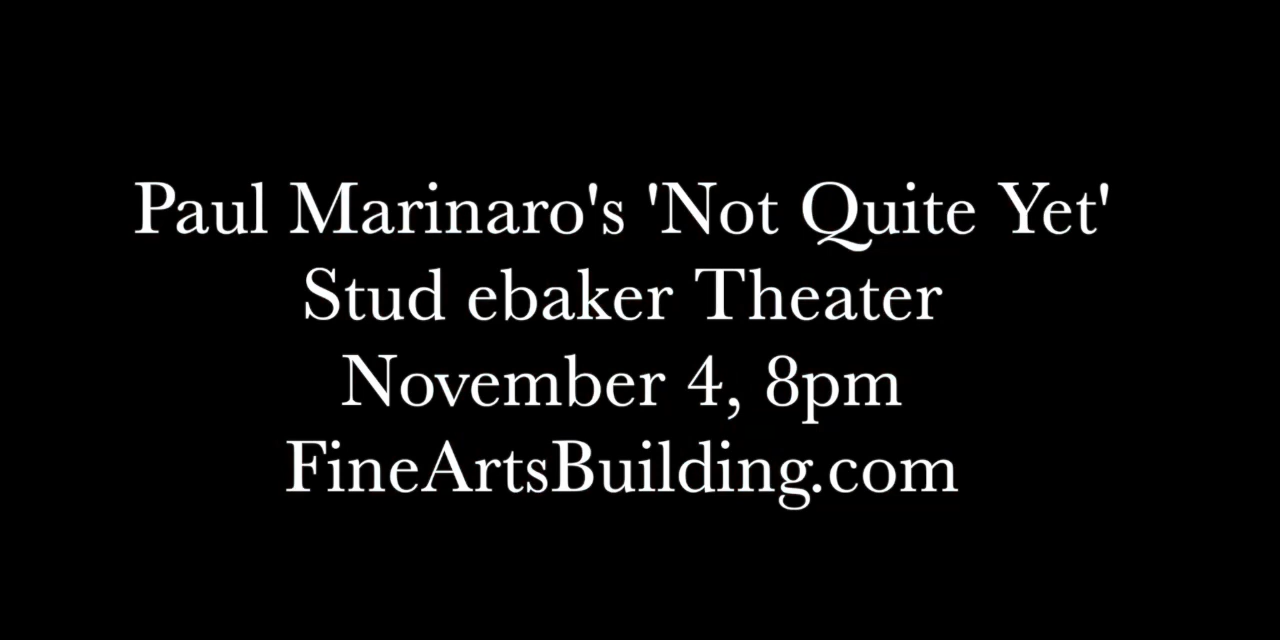 Paul Marinaro's 'Not Quite Yet'
Stud ebaker Theater
November 4, 8pm
FineArtsBuilding.com